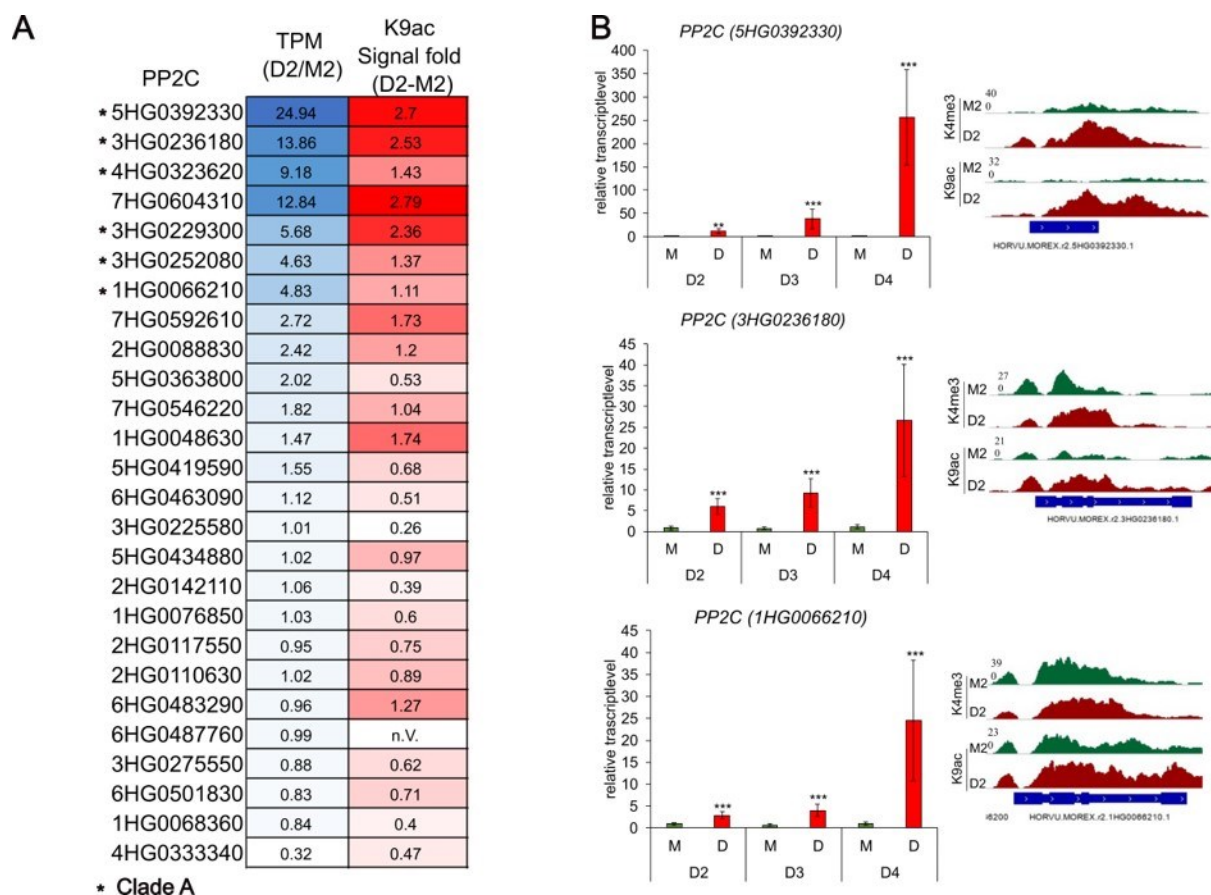 A
PP2C
TPM
(D2/M2)
K9ac
Signal fold
(D2-M2)
* 5HG0392330 24.94 2.7
* 3HG0236180 13.86 2.53
* 4HG0323620 9.18 1.43
7HG0604310 12.84 2.79
* 3HG0229300 5.68 2.36
* 3HG0252080 4.63 1.37
* 1HG0066210 4.83 1.11
7HG0592610 2.72 1.73
2HG0088830 2.42 1.2
5HG0363800 2.02 0.53
7HG0546220 1.82 1.04
1HG0048630 1.47 1.74
5HG0419590 1.55 0.68
6HG0463090 1.12 0.51
3HG0225580 1.01 0.26
5HG0434880 1.02 0.97
2HG0142110 1.06 0.39
1HG0076850 1.03 0.6
2HG0117550 0.95 0.75
2HG0110630 1.02 0.89
6HG0483290 0.96 1.27
6HG0487760 0.99 n.V.
3HG0275550 0.88 0.62
6HG0501830 0.83 0.71
1HG0068360 0.84 0.4
4HG0333340 0.32 0.47
* Clade A
B
PP2C (5HG0392330)
relative transcriptlevel
400
350
300
250
200
150
100
50
0
** *** ***
M D M D M D
D2 D3 D4
K4me3
M2
40
0
D2
K9ac
M2
32
0
D2
HORVU.MOREX.r2.5HG0392330.1
PP2C (3HG0236180)
relative transcriptlevel
45
40
35
30
25
20
15
10
5
0
*** *** ***
M D M D M D
D2 D3 D4
K4me3
M2
27
0
D2
K9ac
M2
21
0
D2
HORVU.MOREX.r2.3HG0236180.1
PP2C (1HG0066210)
relative trascriptlevel
45
40
35
30
25
20
15
10
5
0
*** *** ***
M D M D M D
D2 D3 D4
K4me3
M2
39
0
D2
K9ac
M2
23
0
D2
HORVU.MOREX.r2.1HG0066210.1